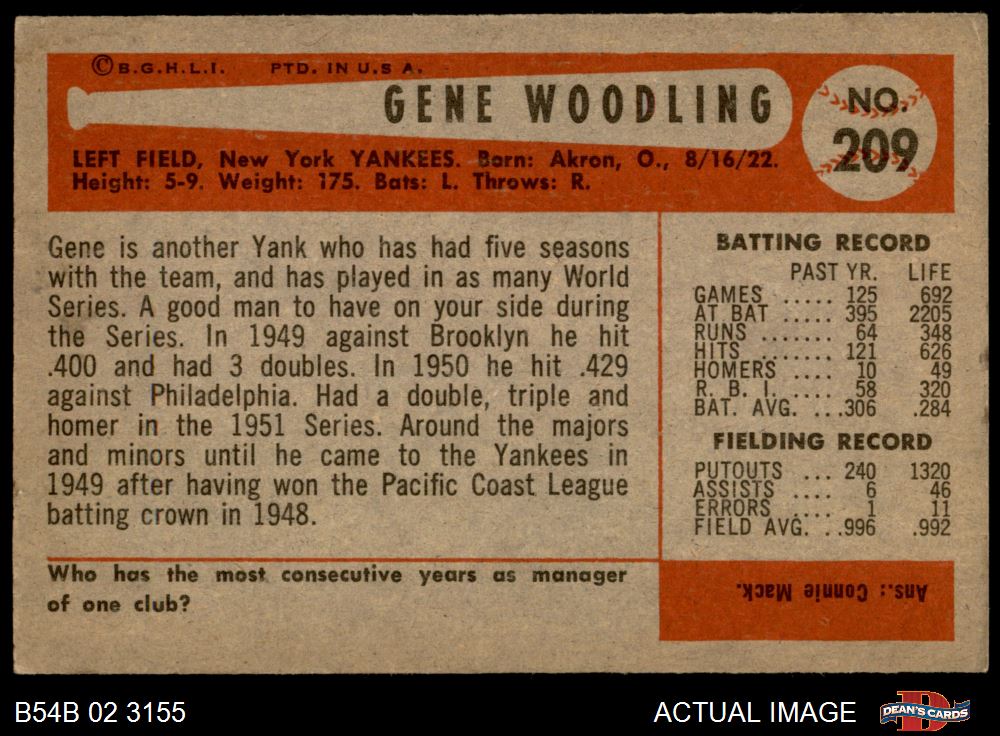 ©B.G.H.L.I. PTD. IN U.S A.
GENE WOODLING
NO.
209
LEFT FIELD, New York YANKEES. Born: Akron, O., 8/16/22.
Height: 5-9. Weight: 175. Bats: L. Throws: R.
Gene is another Yank who has had five seasons
with the team, and has played in as many World
Series. A good man to have on your side during
the Series. In 1949 against Brooklyn he hit
.400 and had 3 doubles. In 1950 he hit .429
against Philadelphia. Had a double, triple and
homer in the 1951 Series. Around the majors
and minors until he came to the Yankees in
1949 after having won the Pacific Coast League
batting crown in 1948.
BATTING RECORD
PAST YR. LIFE
GAMES ..... 125 692
AT BAT ..... 395 2205
RUNS ....... 64 348
HITS ....... 121 626
HOMERS .... 10 49
R. B. I. .... 58 320
BAT. AVG. ...306 .284
FIELDING RECORD
PUTOUTS ... 240 1320
ASSISTS .... 6 46
ERRORS .... 1 11
FIELD AVG. ..996 .992
Who has the most consecutive years as manager
of one club?
Ans.: Connie Mack.
B54B 02 3155
ACTUAL IMAGE
D
DEAN'S CARDS